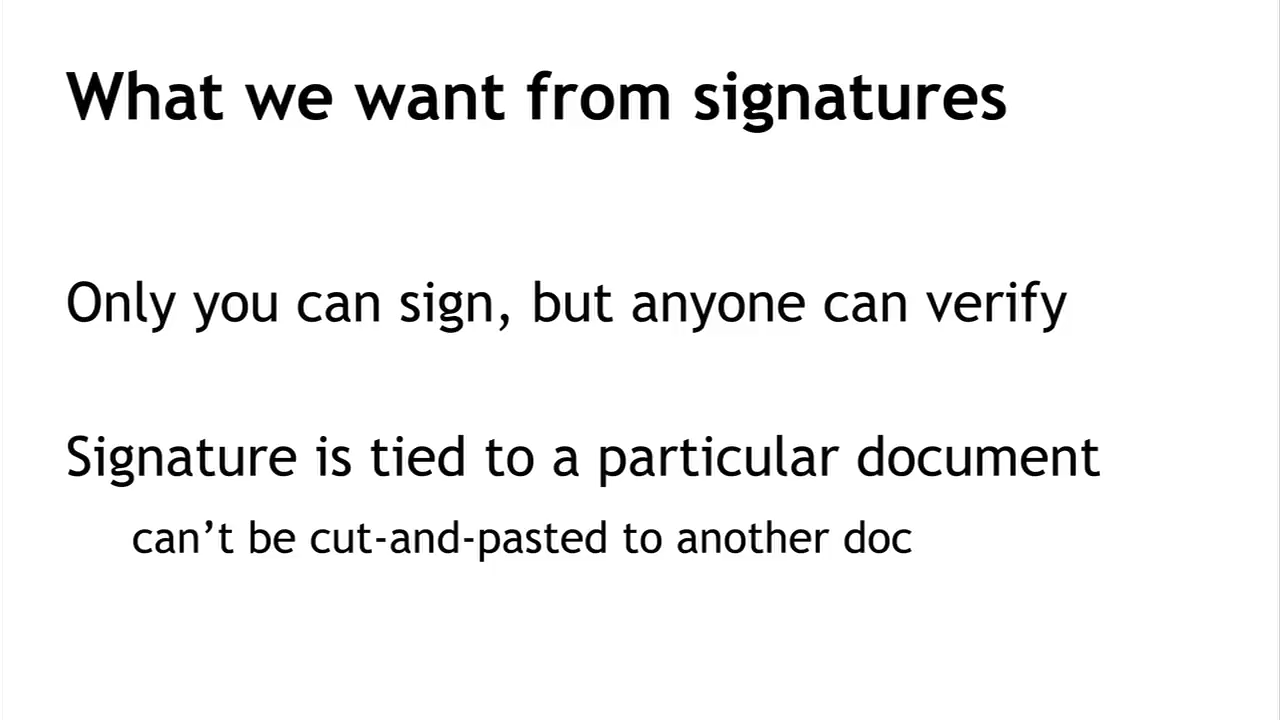 What we want from signatures
Only you can sign, but anyone can verify
Signature is tied to a particular document
can’t be cut-and-pasted to another doc